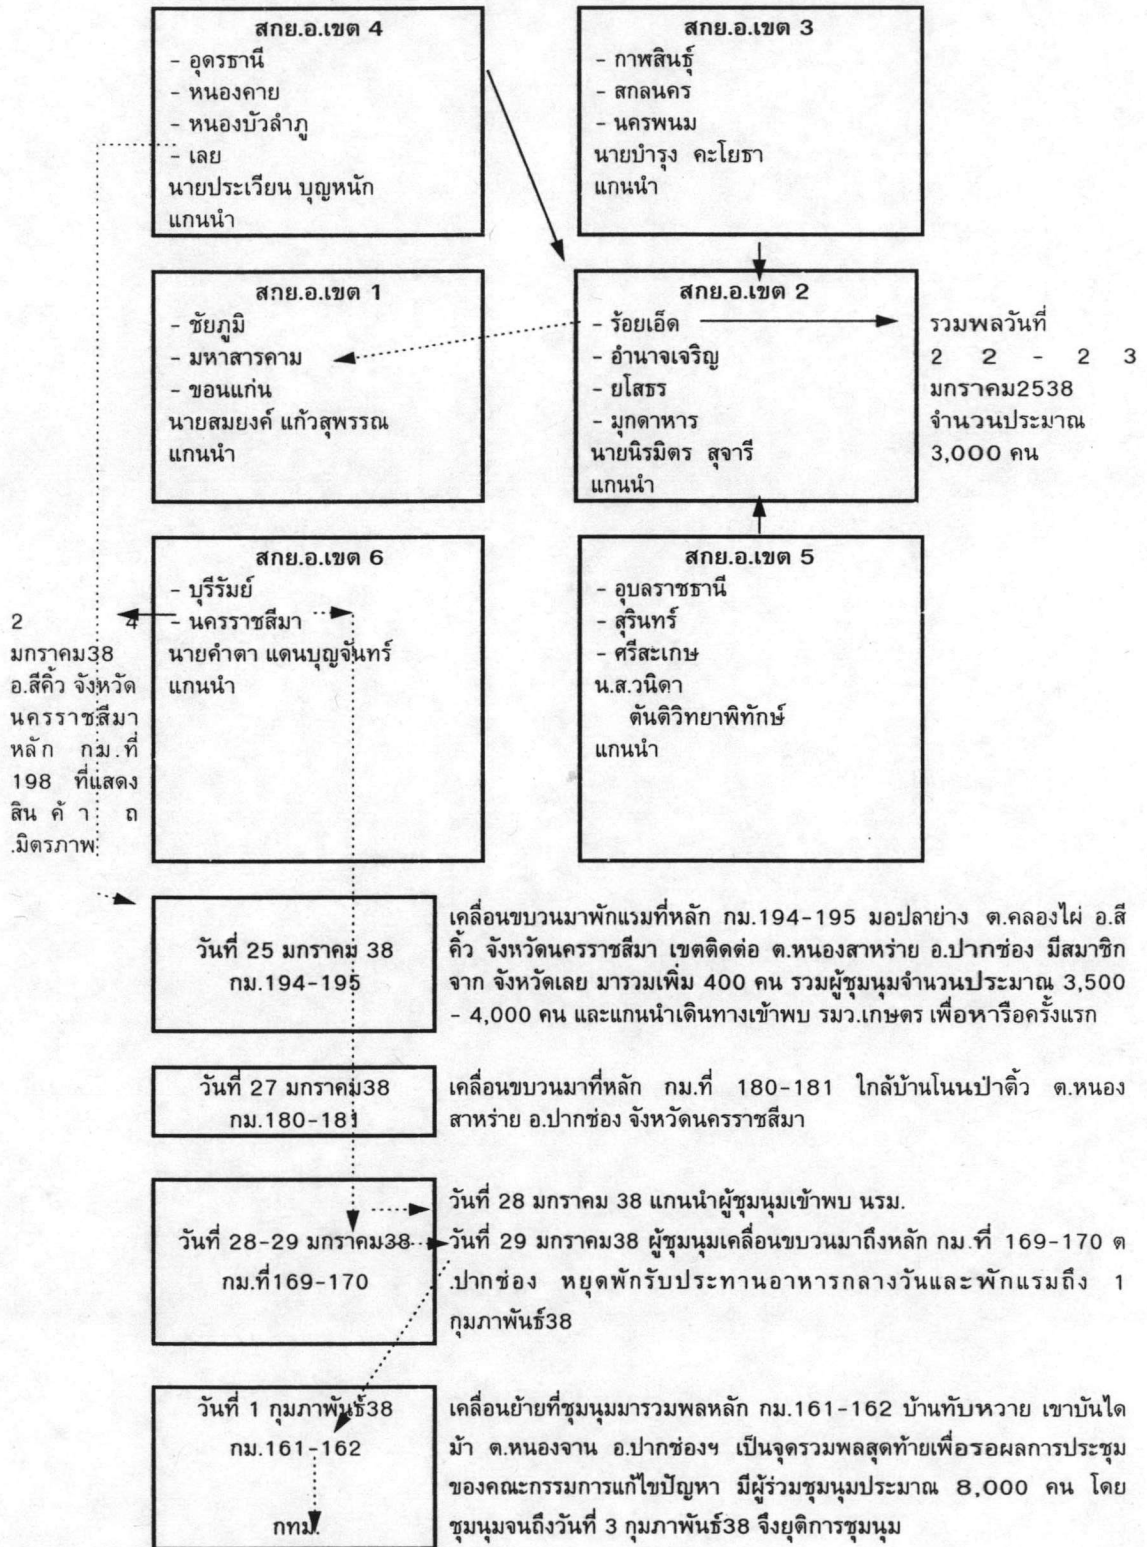 สกย.อ.เขต 4
- อุดรธานี
- หนองคาย
- หนองบัวลำภู
- เลย
นายประเวียน บุญหนัก
แกนนำ
สกย.อ.เขต 3
- กาฬสินธุ์
- สกลนคร
- นครพนม
นายบำรุง คะโยธา
แกนนำ
สกย.อ.เขต 1
- ชัยภูมิ
- มหาสารคาม
- ขอนแก่น
นายสมยงค์ แก้วสุพรรณ
แกนนำ
สกย.อ.เขต 2
- ร้อยเอ็ด
- อำนาจเจริญ
- ยโสธร
- มุกดาหาร
นายนิรมิตร สุจารี
แกนนำ
รวมพลวันที่
2 2 - 2 3
มกราคม2538
จำนวนประมาณ
3,000 คน
สกย.อ.เขต 6
- บุรีรัมย์
- นครราชสีมา
นายคำตา แคนบุญจันทร์
แกนนำ
สกย.อ.เขต 5
- อุบลราชธานี
- สุรินทร์
- ศรีสะเกษ
น.ส.วนิดา
ตันติวิทยาพิทักษ์
แกนนำ
2 4
มกราคม38
อ.สีคิ้ว จังหวัด
นครราชสีมา
หลัก กม.ที่
198 ที่แสดง
สินค้า ถ
.มิตรภาพ
วันที่ 25 มกราคม 38
กม.194-195
เคลื่อนขบวนมาพักแรมที่หลัก กม.194-195 มอปลาย่าง ต.คลองไผ่ อ.สี
คิ้ว จังหวัดนครราชสีมา เขตติดต่อ ต.หนองสาหร่าย อ.ปากช่อง มีสมาชิก
จาก จังหวัดเลย มารวมเพิ่ม 400 คน รวมผู้ชุมนุมจำนวนประมาณ 3,500
- 4,000 คน และแกนนำเดินทางเข้าพบ รมว.เกษตร เพื่อหารือครั้งแรก
วันที่ 27 มกราคม38
กม.180-181
เคลื่อนขบวนมาที่หลัก กม.ที่ 180-181 ใกล้บ้านโนนป่าติ้ว ต.หนอง
สาหร่าย อ.ปากช่อง จังหวัดนครราชสีมา
วันที่ 28-29 มกราคม38
กม.ที่169-170
วันที่ 28 มกราคม 38 แกนนำผู้ชุมนุมเข้าพบ นรม.
วันที่ 29 มกราคม38 ผู้ชุมนุมเคลื่อนขบวนมาถึงหลัก กม.ที่ 169-170 ต
.ปากช่อง หยุดพักรับประทานอาหารกลางวันและพักแรมถึง 1
กุมภาพันธ์38
วันที่ 1 กุมภาพันธ์38
กม.161-162
กทม.
เคลื่อนย้ายที่ชุมนุมมารวมพลหลัก กม.161-162 บ้านทับหวาย เขาบันได
ม้า ต.หนองจาน อ.ปากช่องฯ เป็นจุดรวมพลสุดท้ายเพื่อรอผลการประชุม
ของคณะกรรมการแก้ไขปัญหา มีผู้ร่วมชุมนุมประมาณ 8,000 คน โดย
ชุมนุมจนถึงวันที่ 3 กุมภาพันธ์38 จึงยุติการชุมนุม